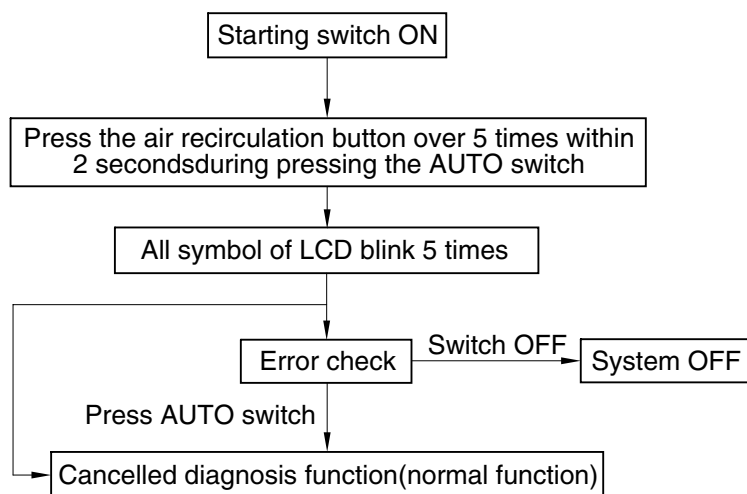 Starting switch ON
Press the air recirculation button over 5 times within
2 secondsduring pressing the AUTO switch
All symbol of LCD blink 5 times
Error check
Switch OFF
System OFF
Press AUTO switch
Cancelled diagnosis function(normal function)